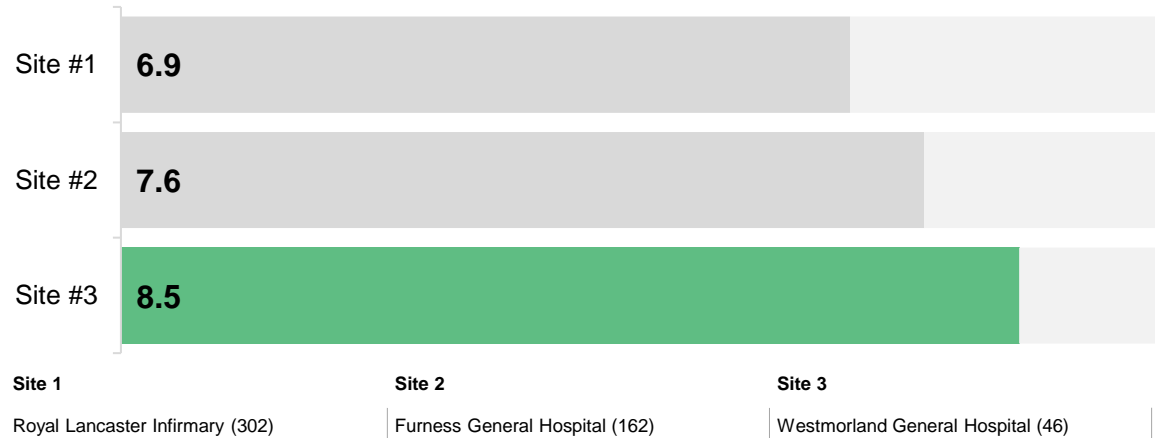 Site #1 6.9
Site #2 7.6
Site #3 8.5
Site 1 Site 2 Site 3
Royal Lancaster Infirmary (302) Furness General Hospital (162) Westmorland General Hospital (46)